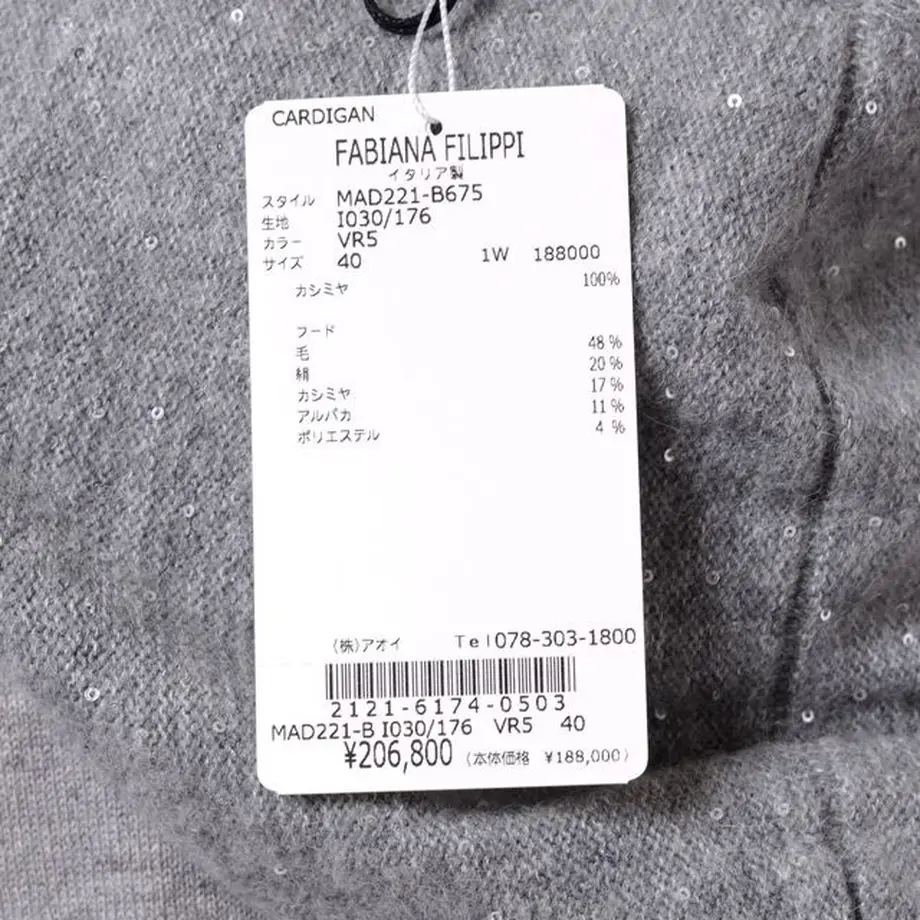 CARDIGAN
FABIANA FILIPPI
イタリア製
スタイル MAD221-B675
生地 I030/176
カラー VR5
サイズ 40 1W 188000
カシミヤ 100%
フード
毛 48 %
絹 20 %
カシミヤ 17 %
アルパカ 11 %
ポリエステル 4 %
(株)アオイ Tel078-303-1800
2121-6174-0503
MAD221-B I030/176 VR5 40
¥206,800 (本体価格 ¥188,000)